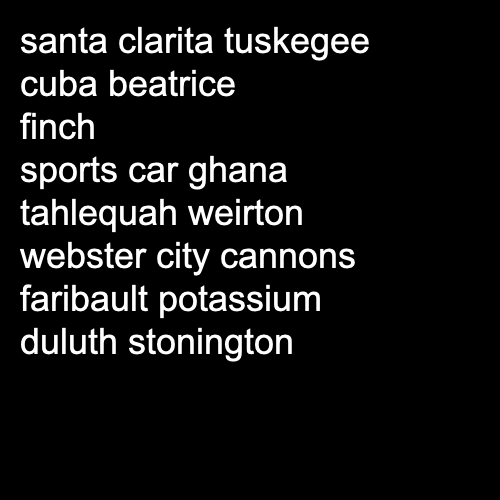 santa clarita tuskegee
cuba beatrice
finch
sports car ghana
tahlequah weirton
webster city cannons
faribault potassium
duluth stonington